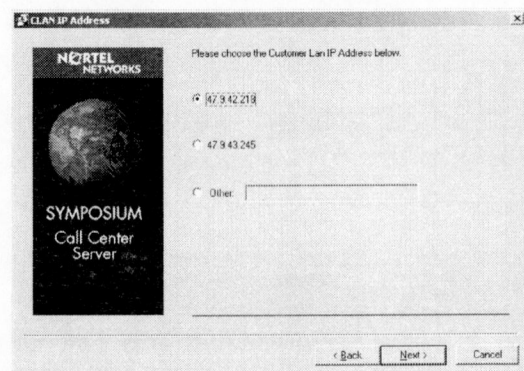 CLAN IP Address
NORTEL
NETWORKS
SYMPOSIUM
Call Center
Server
Please choose the Customer Lan IP Address below.
47.9.42.219
47.9.43.245
Other:
< Back
Next >
Cancel